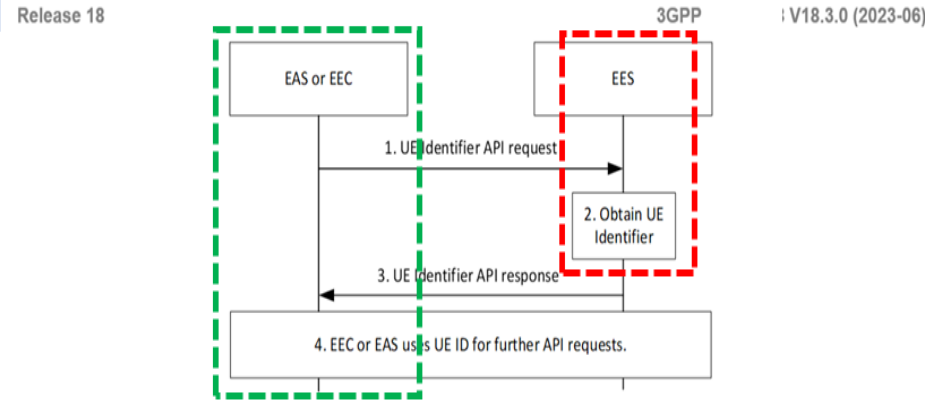 Release 18
3GPP
V18.3.0 (2023-06)
EAS or EEC
EES
1. UE Identifier API request
2. Obtain UE
Identifier
3. UE Identifier API response
4. EEC or EAS uses UE ID for further API requests.